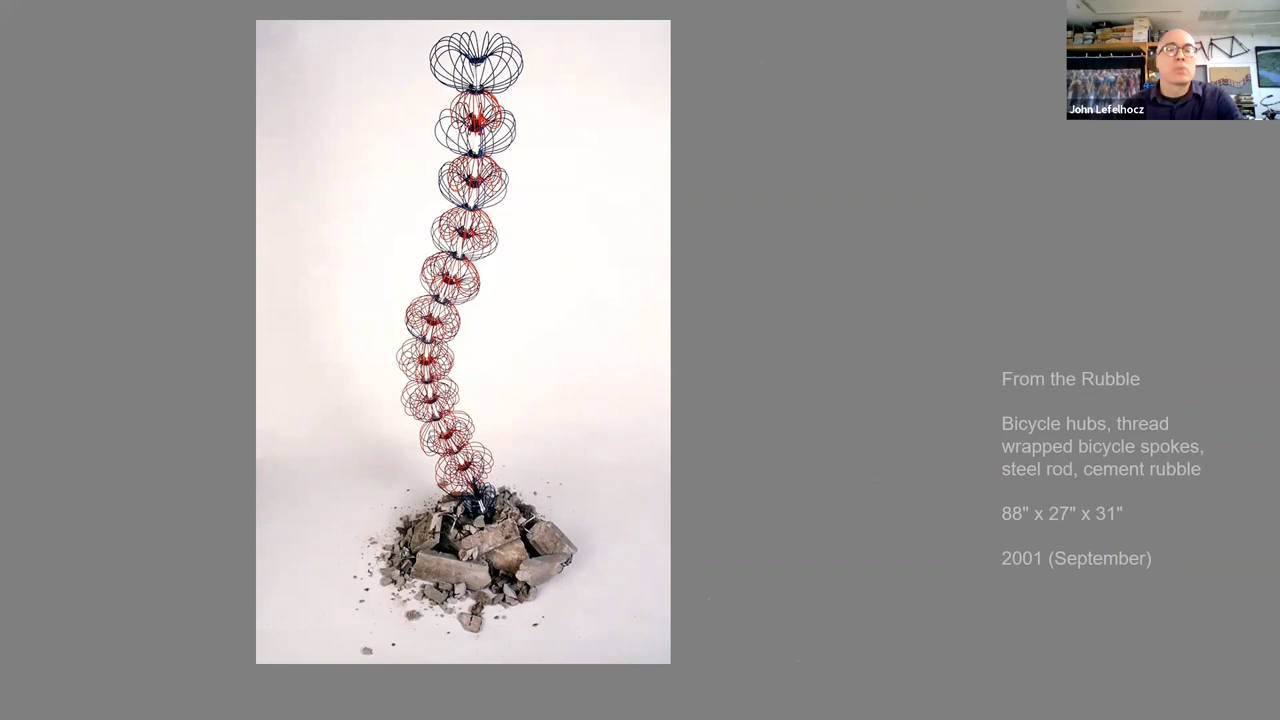 John Lefelhocz
From the Rubble
Bicycle hubs, thread
wrapped bicycle spokes,
steel rod, cement rubble
88" x 27" x 31"
2001 (September)